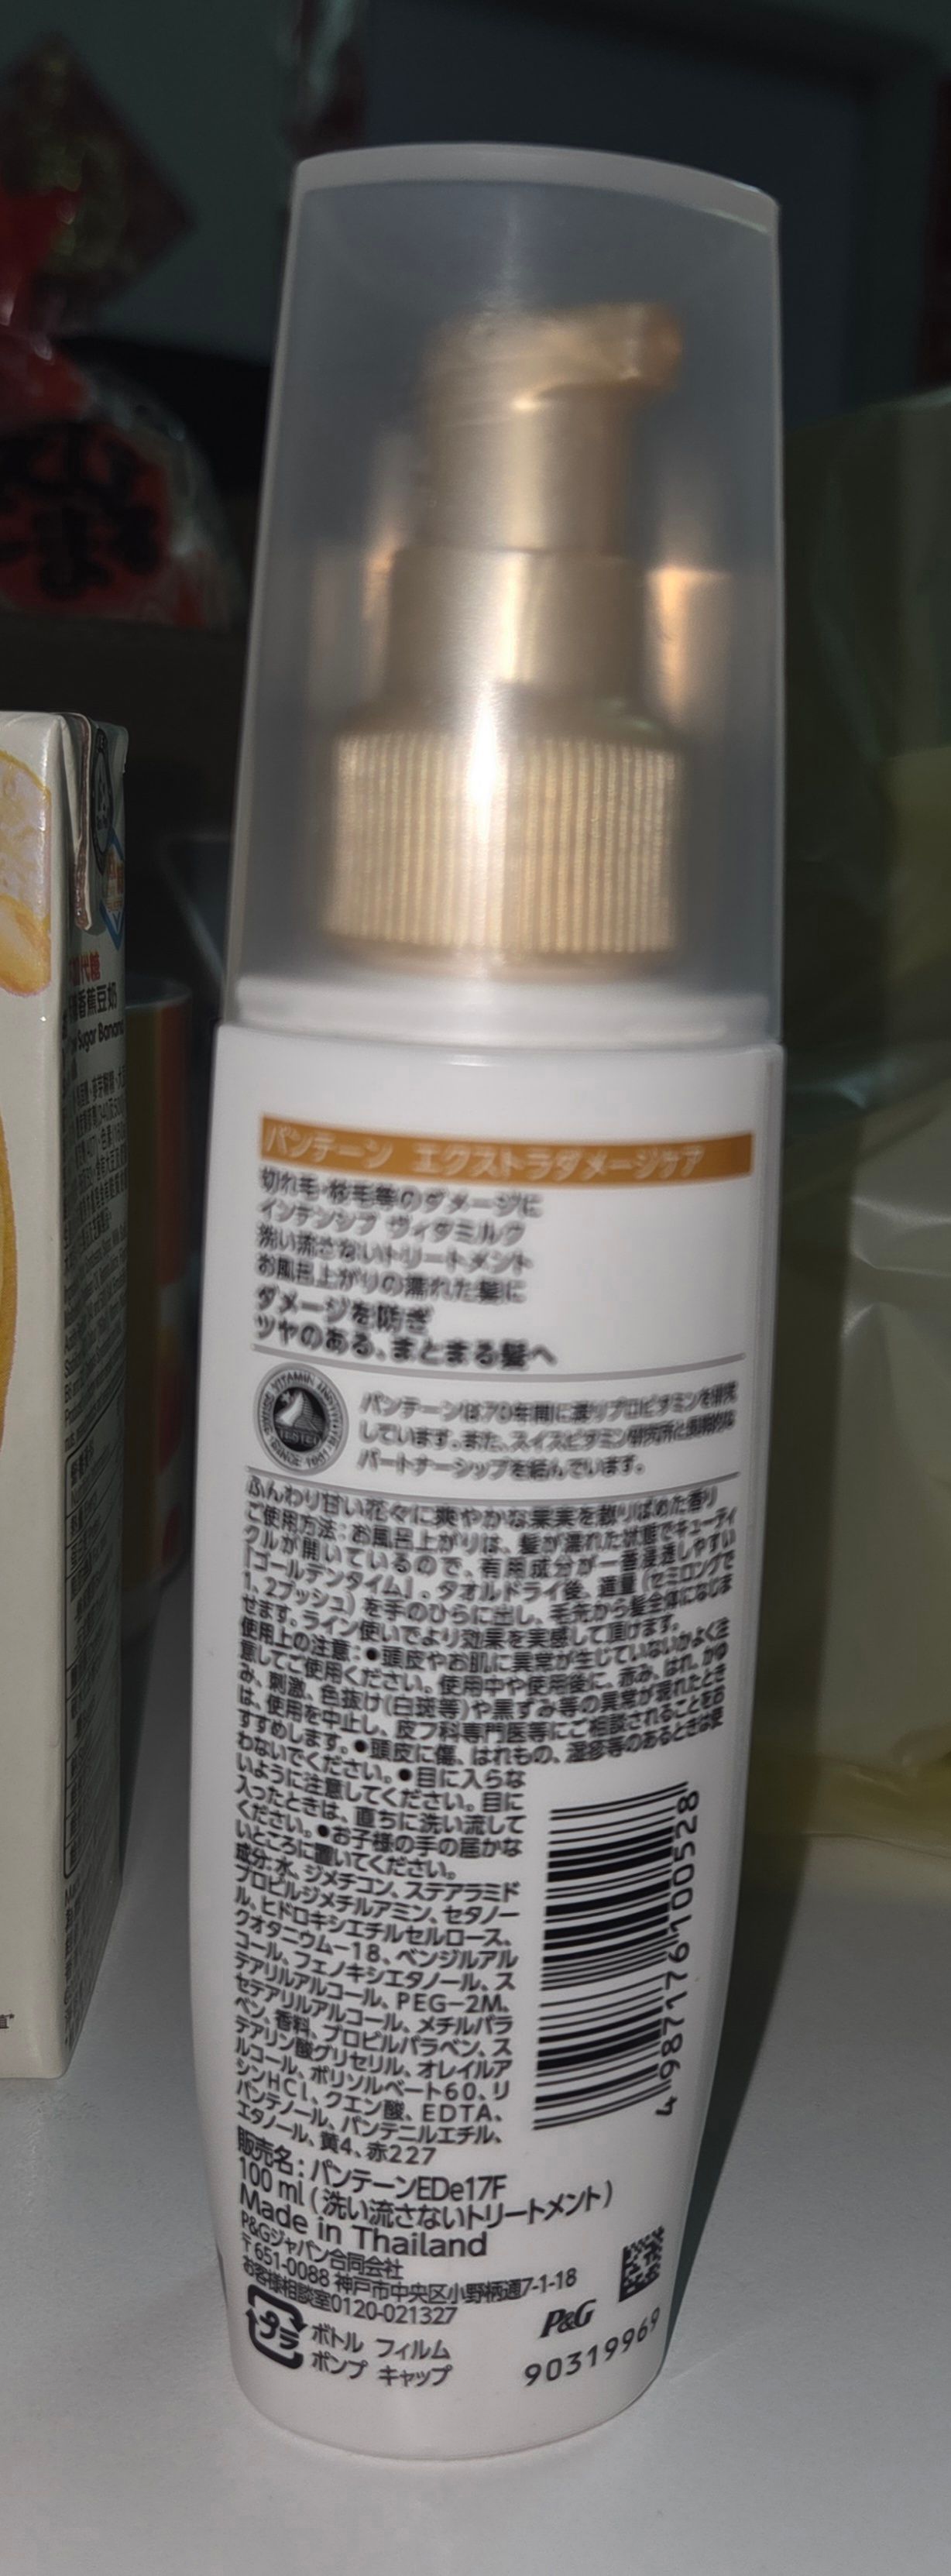 パンテーン エクストラダメージケア
切れ毛・枝毛等のダメージに
インテンシブ ヴィタミルク
洗い流さないトリートメント
お風呂上がりの濡れた髪に
ダメージを防ぎ
ツヤのある、まとまる髪へ
パンテーンは70年間に渡りプロビタミンを研究
しています。また、スイスビタミン研究所と長期的な
パートナーシップを結んでいます。
ふんわり甘い花々に爽やかな果実を散りばめた香り
ご使用方法：お風呂上がりは、髪が濡れた状態でキューティ
クルが開いているので、有用成分が一番浸透しやすい
「ゴールデンタイム」。タオルドライ後、適量（セミロングで
1、2プッシュ）を手のひらに出し、毛先から髪全体になじま
せます。ライン使いでより効果を実感して頂けます。
使用上の注意：●頭皮やお肌に異常が生じていないかよく注
意してご使用ください。使用中や使用後に、赤み、はれ、かゆ
み、刺激、色抜け(白斑等)や黒ずみ等の異常が現れたとき
は、使用を中止し、皮フ科専門医等にご相談されることをお
すすめします。●頭皮に傷、はれもの、湿疹等のあるときは使
わないでください。●目に入らな
いように注意してください。目に
入ったときは、直ちに洗い流して
ください。●お子様の手の届かな
いところに置いてください。
成分:水、ジメチコン、ステアラミド
プロピルジメチルアミン、セタノー
ル、ヒドロキシエチルセルロース、
クオタニウム−18、ベンジルアル
コール、フェノキシエタノール、ス
テアリルアルコール、PEG−2M、
セテアリルアルコール、メチルパラ
ベン、香料、プロピルパラベン、ス
テアリン酸グリセリル、オレイルア
ルコール、ポリソルベート60、リ
シンHCl、クエン酸、EDTA、
パンテノール、パンテニルエチル、
エタノール、黄4、赤227
4 987176 100528
販売名：パンテーンEDe17F
100 ml (洗い流さないトリートメント)
Made in Thailand
P&Gジャパン合同会社
〒651-0088 神戸市中央区小野柄通7-1-18
お客様相談室0120-021327
プラ
ボトル フィルム
ポンプ キャップ
P&G
90319969
代糖
香蕉豆奶
Sugar Banana